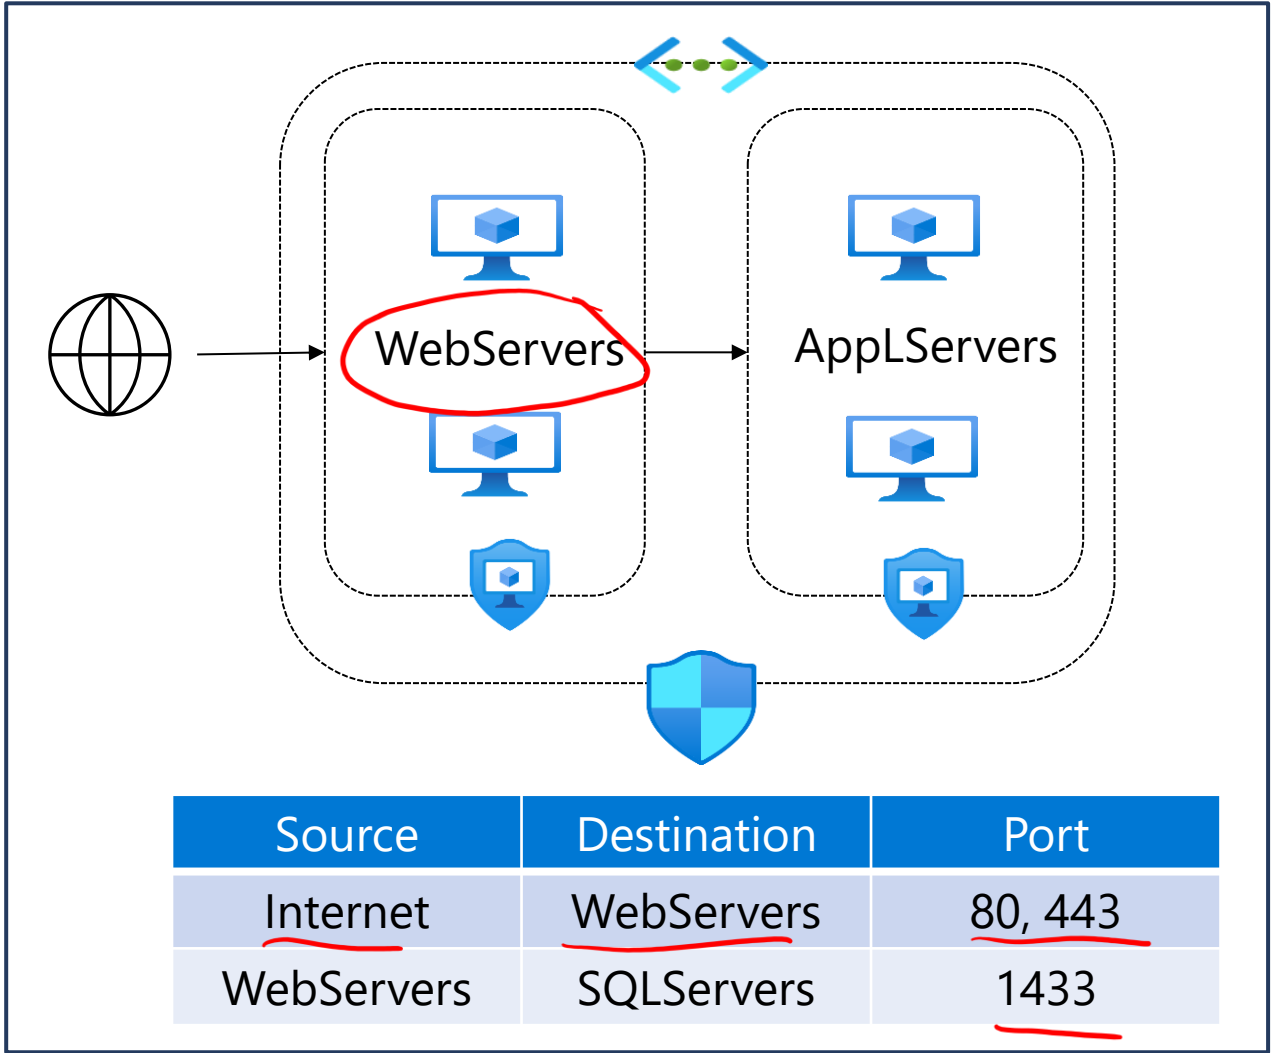 WebServers
AppLServers
Source Destination Port
Internet WebServers 80, 443
WebServers SQLServers 1433